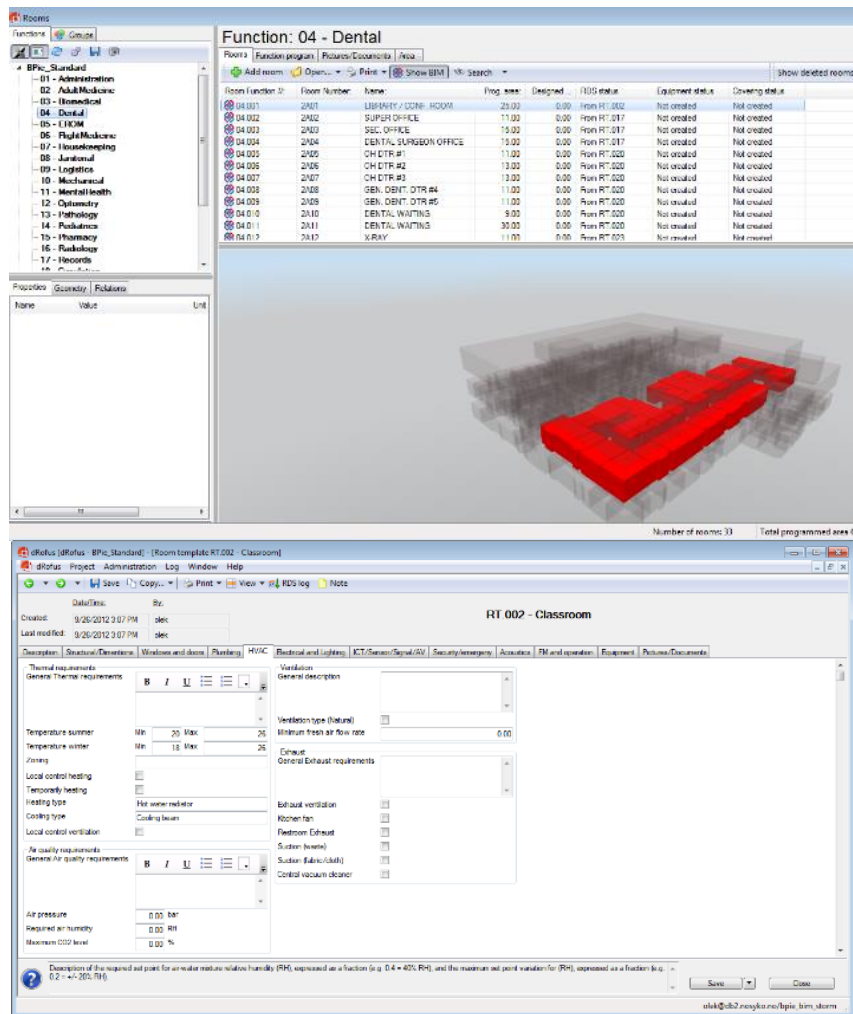 Rooms
Functions Groups
BPie_Standard
01 - Administration
02 AdultMedicine
03 - Biomedical
04 - Dental
05 - EROM
06 FlightMedicine
07 - Housekeeping
08 - Janitorial
09 - Logistics
10 - Mechanical
11 - MentalHealth
12 - Optometry
13 - Pathology
14 - Pediatrics
15 - Pharmacy
16 - Radiology
17 - Records
Properties Geometry Relations
Name Value Unit
Function: 04 - Dental
Rooms Function program Pictures/Documents Area
Add room Open... Print Show BIM Search Show deleted rooms
Room Function #: Room Number: Name: Prog. area: Designed... RDS status Equipment status Covering status
04.001 2A01 LIBRARY / CONF. ROOM 25.00 0.00 From RT.002 Not created Not created
04.002 2A02 SUPER OFFICE 11.00 0.00 From RT.017 Not created Not created
04.003 2A03 SEC. OFFICE 15.00 0.00 From RT.017 Not created Not created
04.004 2A04 DENTAL SURGEON OFFICE 15.00 0.00 From RT.017 Not created Not created
04.005 2A05 OH DTR #1 11.00 0.00 From RT.020 Not created Not created
04.006 2A06 OH DTR #2 13.00 0.00 From RT.020 Not created Not created
04.007 2A07 OH DTR #3 13.00 0.00 From RT.020 Not created Not created
04.008 2A08 GEN. DENT. DTR #4 11.00 0.00 From RT.020 Not created Not created
04.009 2A09 GEN. DENT. DTR #5 11.00 0.00 From RT.020 Not created Not created
04.010 2A10 DENTAL WAITING 9.00 0.00 From RT.020 Not created Not created
04.011 2A11 DENTAL WAITING 30.00 0.00 From RT.020 Not created Not created
04.012 2A12 X-RAY 11.00 0.00 From RT.023 Not created Not created
Number of rooms: 33 Total programmed area
dRofus [dRofus - BPie_Standard] - [Room template RT.002 - Classroom]
dRofus Project Administration Log Window Help
Save Copy... Print View RDS log Note
Date/Time: By:
Created: 9/26/2012 3:07 PM olek
Last modified: 9/26/2012 3:07 PM olek
RT 002 - Classroom
Description Structural/Dimentions Windows and doors Plumbing HVAC Electrical and Lighting ICT/Sensor/Signal/AV Security/emergeny Acoustics FM and operation Equipment Pictures/Documents
Thermal requirements
General Thermal requirements
B I U
Temperature summer Min 20 Max 26
Temperature winter Min 18 Max 26
Zoning
Local control heating
Temporarily heating
Heating type Hot water radiator
Cooling type Cooling beam
Local control ventilation
Air quality requirements
General Air quality requirements
B I U
Air pressure 0.00 bar
Required air humidity 0.00 RH
Maximum CO2 level 0.00 %
Ventilation
General description
Ventilation type (Natural)
Minimum fresh air flow rate 0.00
Exhaust
General Exhaust requirements
Exhaust ventilation
Kitchen fan
Restroom Exhaust
Suction (waste)
Suction (fabric/cloth)
Central vacuum cleaner
Description of the required set point for air-water mixture relative humidity (RH), expressed as a fraction (e.g. 0.4 = 40% RH), and the maximum set point variation for (RH), expressed as a fraction (e.g.
0.2 = +/- 20% RH).
Save Close
olek@db2.nosyko.no/bpie_bim_storm